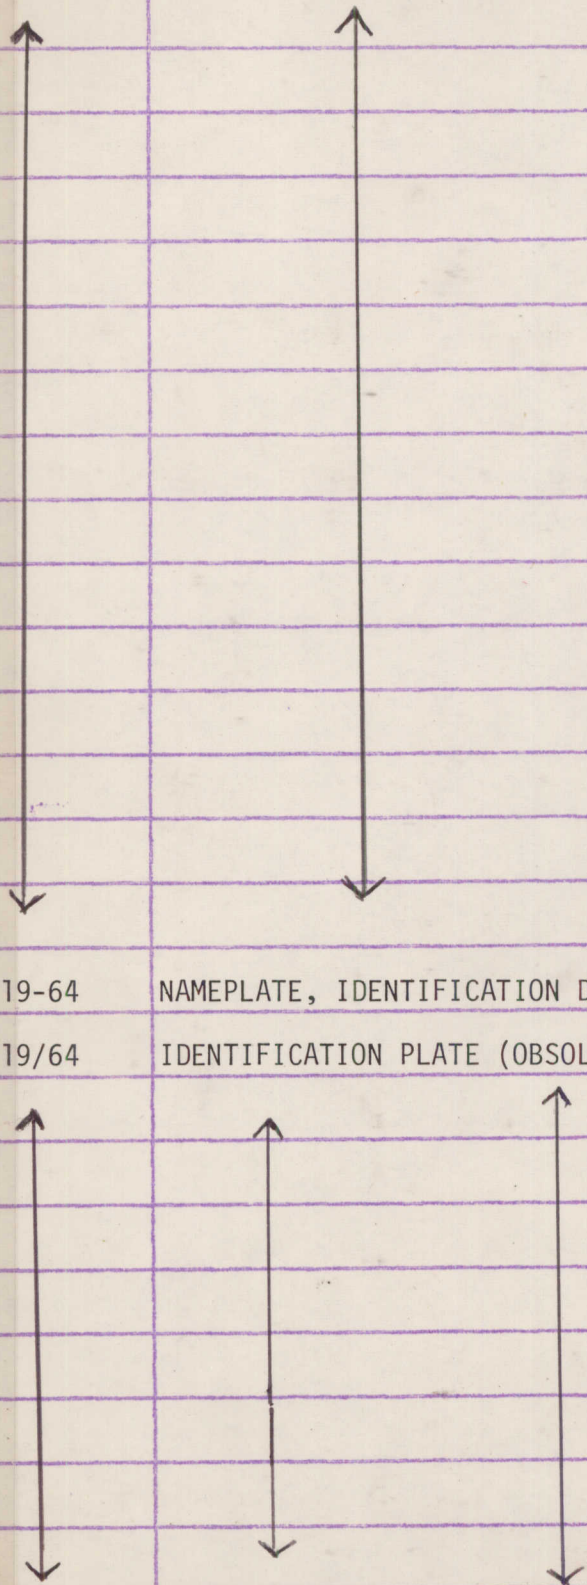 19-64 NAMEPLATE, IDENTIFICATION D
19/64 IDENTIFICATION PLATE (OBSOL